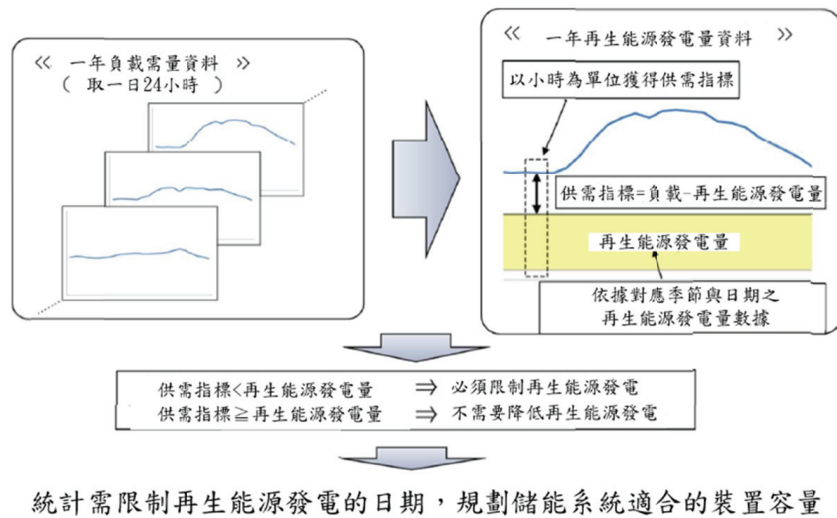 ≪ 一年負載需量資料 ≫
( 取一日24小時 )
≪ 一年再生能源發電量資料 ≫
以小時為單位獲得供需指標
供需指標=負載-再生能源發電量
再生能源發電量
依據對應季節與日期之
再生能源發電量數據
供需指標<再生能源發電量 ⇒ 必須限制再生能源發電
供需指標≧再生能源發電量 ⇒ 不需要降低再生能源發電
統計需限制再生能源發電的日期，規劃儲能系統適合的裝置容量